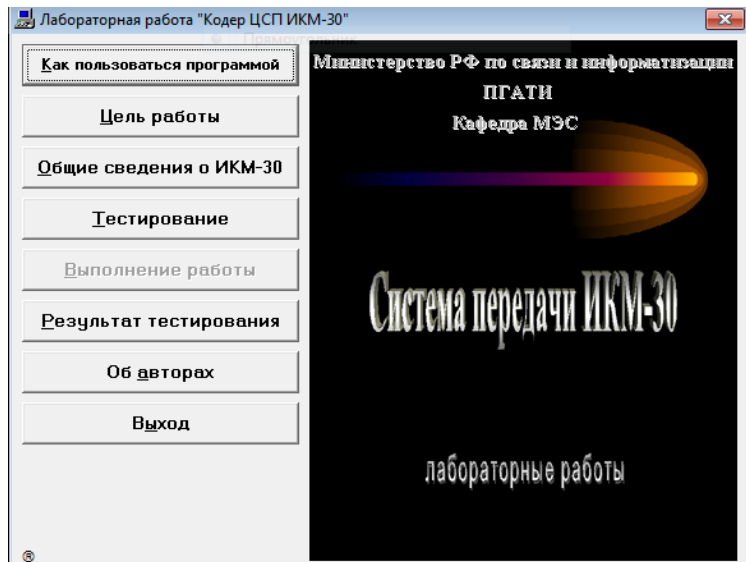 Лабораторная работа "Кодер ЦСП ИКМ-30"
Прямоугольник
Как пользоваться программой
Цель работы
Общие сведения о ИКМ-30
Тестирование
Выполнение работы
Результат тестирования
Об авторах
Выход
®
Министерство РФ по связи и информатизации
ПГАТИ
Кафедра МЭС
Система передачи ИКМ-30
лабораторные работы